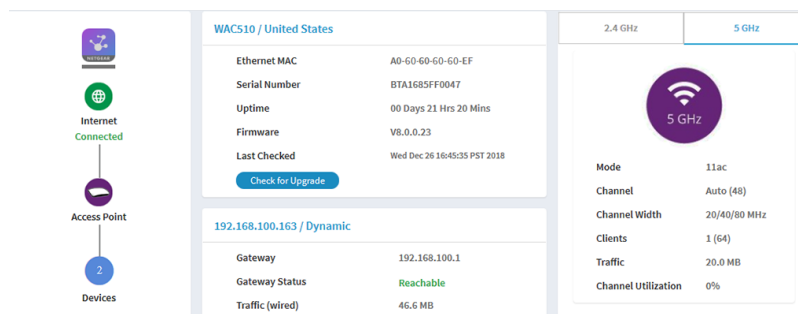 NETGEAR
Internet
Connected
Access Point
2
Devices
WAC510 / United States
Ethernet MAC A0-60-60-60-60-EF
Serial Number BTA1685FF0047
Uptime 00 Days 21 Hrs 20 Mins
Firmware V8.0.0.23
Last Checked Wed Dec 26 16:45:35 PST 2018
Check for Upgrade
192.168.100.163 / Dynamic
Gateway 192.168.100.1
Gateway Status Reachable
Traffic (wired) 46.6 MB
2.4 GHz 5 GHz
5 GHz
Mode 11ac
Channel Auto (48)
Channel Width 20/40/80 MHz
Clients 1 (64)
Traffic 20.0 MB
Channel Utilization 0%